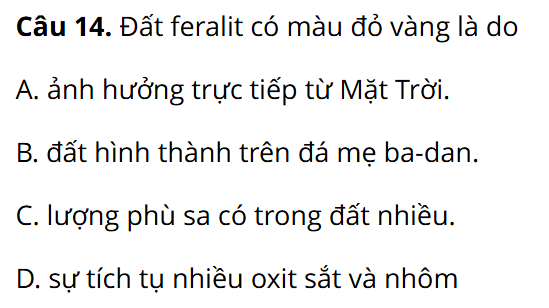 Câu 14. Đất feralit có màu đỏ vàng là do
A. ảnh hưởng trực tiếp từ Mặt Trời.
B. đất hình thành trên đá mẹ ba-dan.
C. lượng phù sa có trong đất nhiều.
D. sự tích tụ nhiều oxit sắt và nhôm